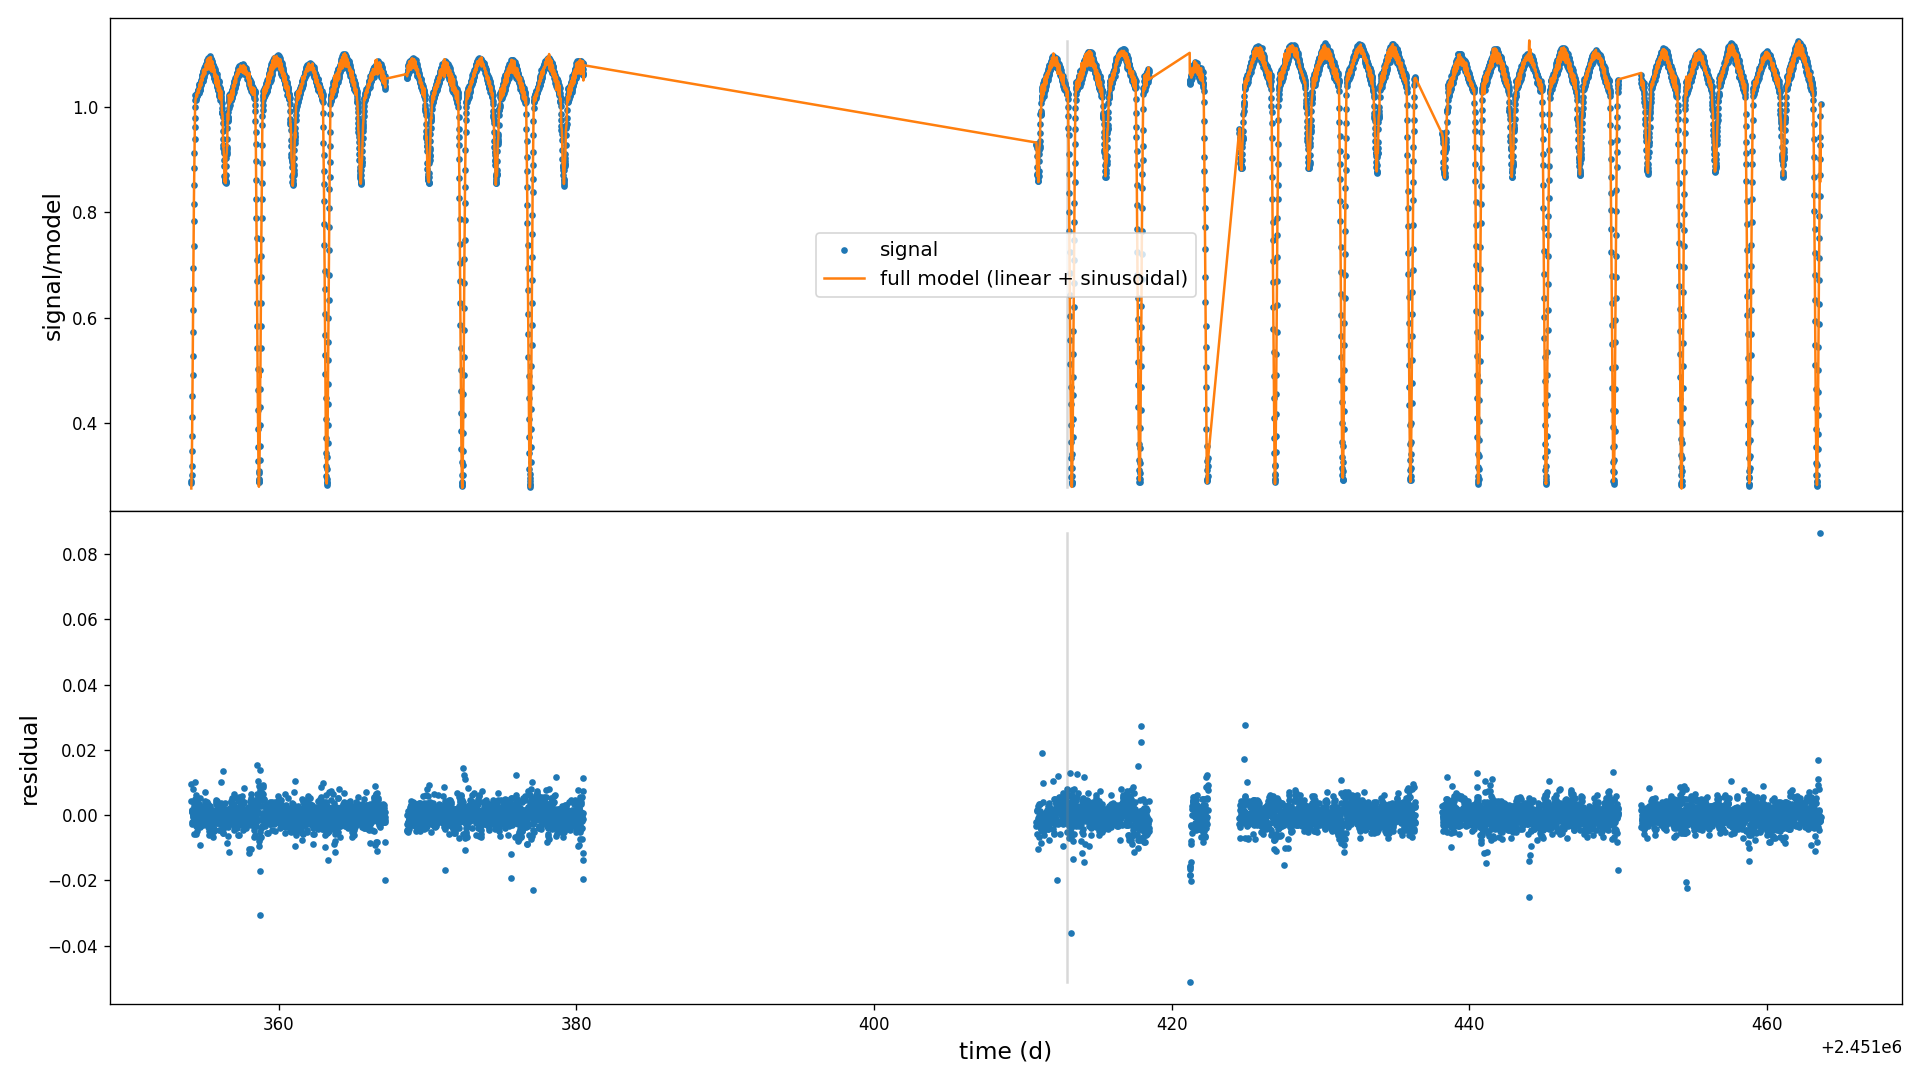 1.0
0.8
0.6
0.4
signal/model
signal
full model (linear + sinusoidal)
0.08
0.06
0.04
0.02
0.00
−0.02
−0.04
residual
360
380
400
420
440
460
time (d)
+2.451e6